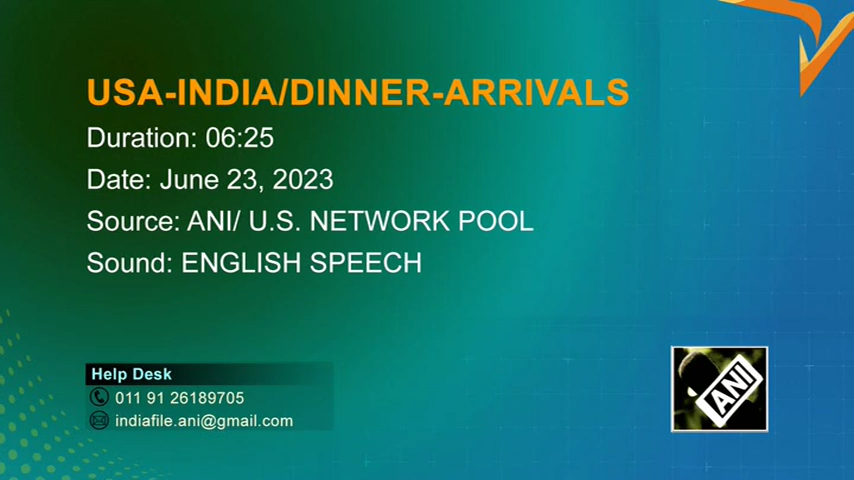 USA-INDIA/DINNER-ARRIVALS
Duration: 06:25
Date: June 23, 2023
Source: ANI/ U.S. NETWORK POOL
Sound: ENGLISH SPEECH
Help Desk
011 91 26189705
indiafile.ani@gmail.com
ANI